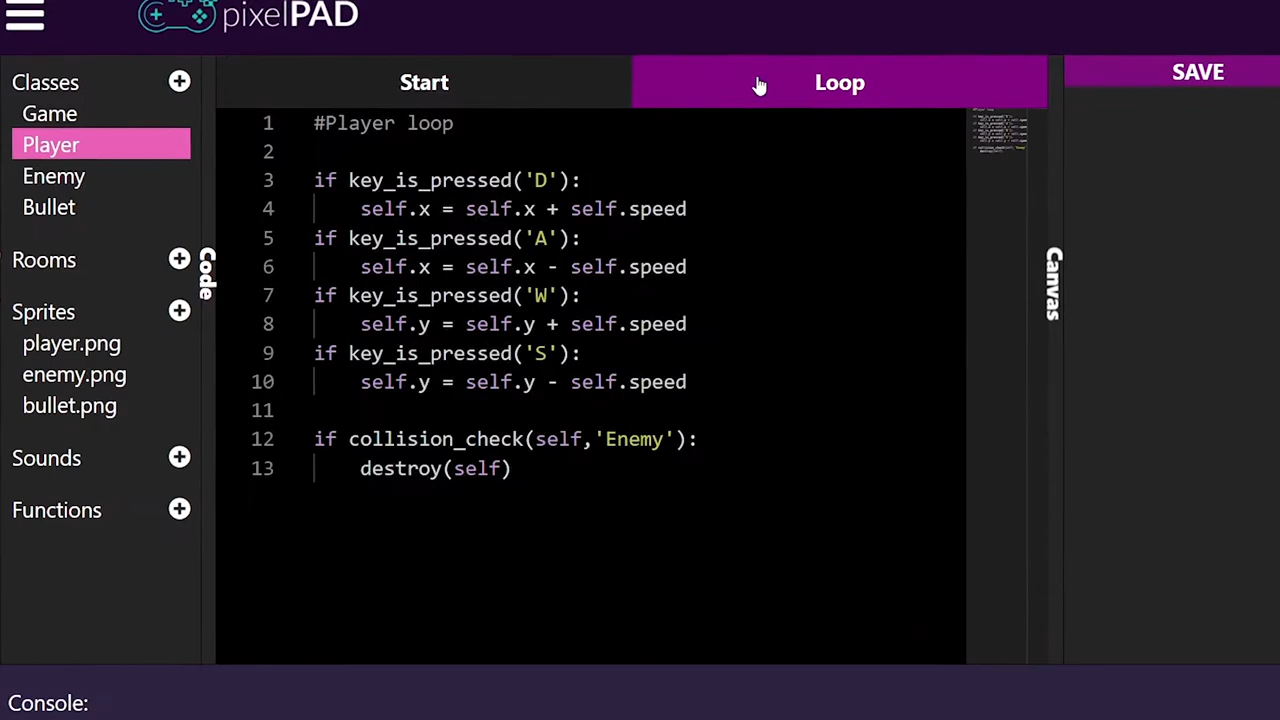 pixelPAD
Classes
Game
Player
Enemy
Bullet
Rooms
Sprites
player.png
enemy.png
bullet.png
Sounds
Functions
Code
Start
Loop
1 #Player loop
2
3 if key_is_pressed('D'):
4 self.x = self.x + self.speed
5 if key_is_pressed('A'):
6 self.x = self.x - self.speed
7 if key_is_pressed('W'):
8 self.y = self.y + self.speed
9 if key_is_pressed('S'):
10 self.y = self.y - self.speed
11
12 if collision_check(self,'Enemy'):
13 destroy(self)
Canvas
SAVE
Console: